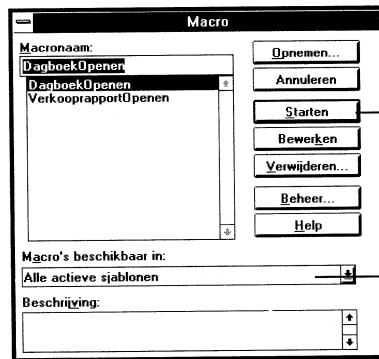 Macro
Macronaam:
DagboekOpenen
DagboekOpenen
VerkooprapportOpenen
Opnemen...
Annuleren
Starten
Bewerken
Verwijderen...
Beheer...
Help
Macro's beschikbaar in:
Alle actieve sjablonen
Beschrijving: